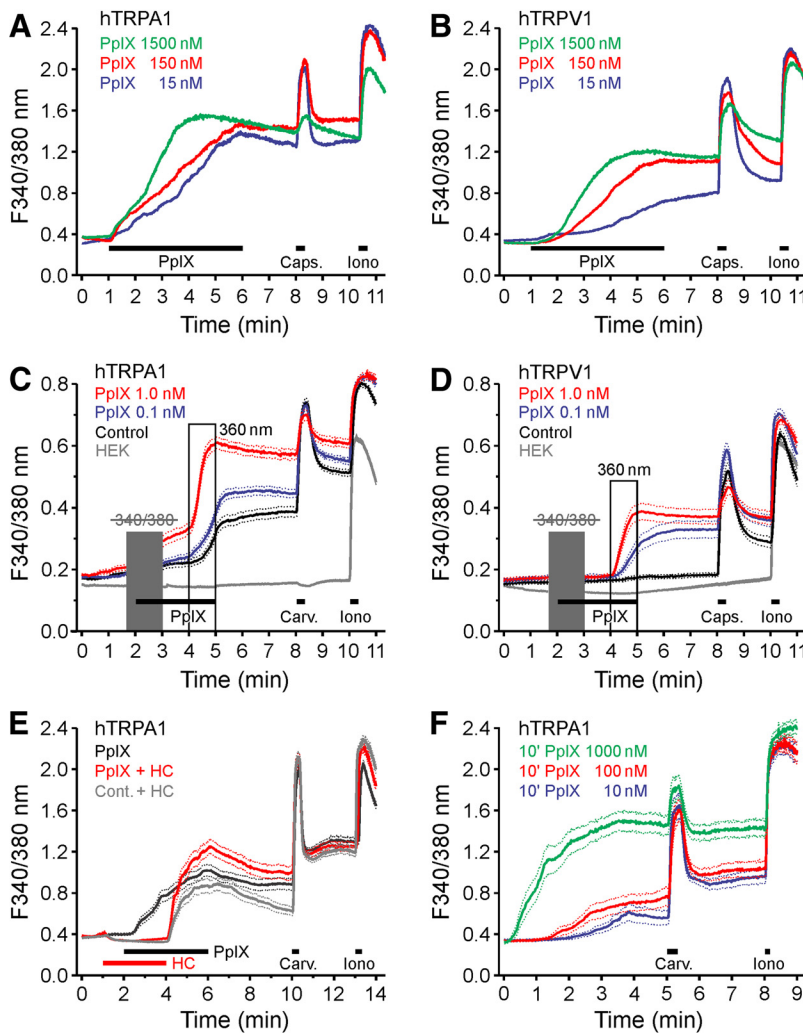 A
hTRPA1
PpIX 1500 nM
PpIX 150 nM
PpIX 15 nM
F340/380 nm
2.4
2.0
1.6
1.2
0.8
0.4
0.0
PpIX Caps. Iono
0 1 2 3 4 5 6 7 8 9 10 11
Time (min)
B
hTRPV1
PpIX 1500 nM
PpIX 150 nM
PpIX 15 nM
F340/380 nm
2.4
2.0
1.6
1.2
0.8
0.4
0.0
PpIX Caps. Iono
0 1 2 3 4 5 6 7 8 9 10 11
Time (min)
C
hTRPA1
PpIX 1.0 nM
PpIX 0.1 nM
Control
HEK
360 nm
340/380
F340/380 nm
0.8
0.6
0.4
0.2
0.0
PpIX Carv. Iono
0 1 2 3 4 5 6 7 8 9 10 11
Time (min)
D
hTRPV1
PpIX 1.0 nM
PpIX 0.1 nM
Control
HEK
360 nm
340/380
F340/380 nm
0.8
0.6
0.4
0.2
0.0
PpIX Caps. Iono
0 1 2 3 4 5 6 7 8 9 10 11
Time (min)
E
hTRPA1
PpIX
PpIX + HC
Cont. + HC
F340/380 nm
2.4
2.0
1.6
1.2
0.8
0.4
0.0
PpIX
HC Carv. Iono
0 2 4 6 8 10 12 14
Time (min)
F
hTRPA1
10' PpIX 1000 nM
10' PpIX 100 nM
10' PpIX 10 nM
F340/380 nm
2.4
2.0
1.6
1.2
0.8
0.4
0.0
Carv. Iono
0 1 2 3 4 5 6 7 8 9
Time (min)